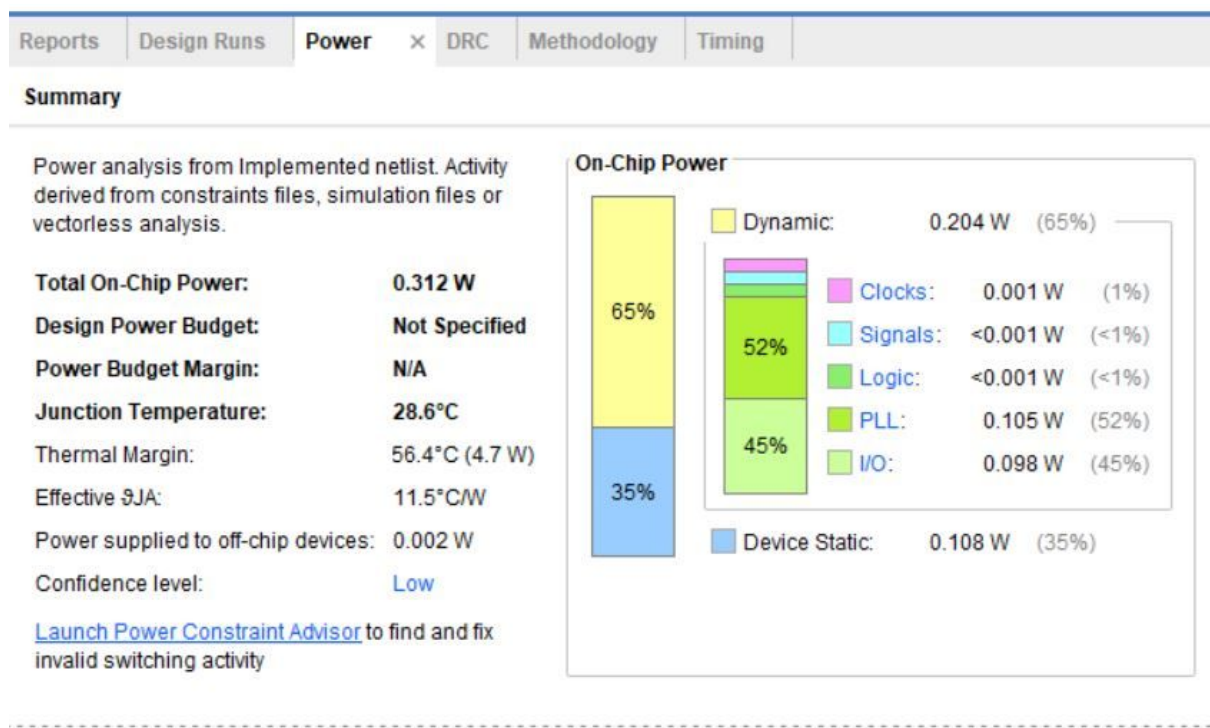 Reports Design Runs Power × DRC Methodology Timing
Summary
Power analysis from Implemented netlist. Activity
derived from constraints files, simulation files or
vectorless analysis.
Total On-Chip Power: 0.312 W
Design Power Budget: Not Specified
Power Budget Margin: N/A
Junction Temperature: 28.6°C
Thermal Margin: 56.4°C (4.7 W)
Effective ϑJA: 11.5°C/W
Power supplied to off-chip devices: 0.002 W
Confidence level: Low
Launch Power Constraint Advisor to find and fix
invalid switching activity
On-Chip Power
65%
35%
Dynamic: 0.204 W (65%)
52%
45%
Clocks: 0.001 W (1%)
Signals: <0.001 W (<1%)
Logic: <0.001 W (<1%)
PLL: 0.105 W (52%)
I/O: 0.098 W (45%)
Device Static: 0.108 W (35%)